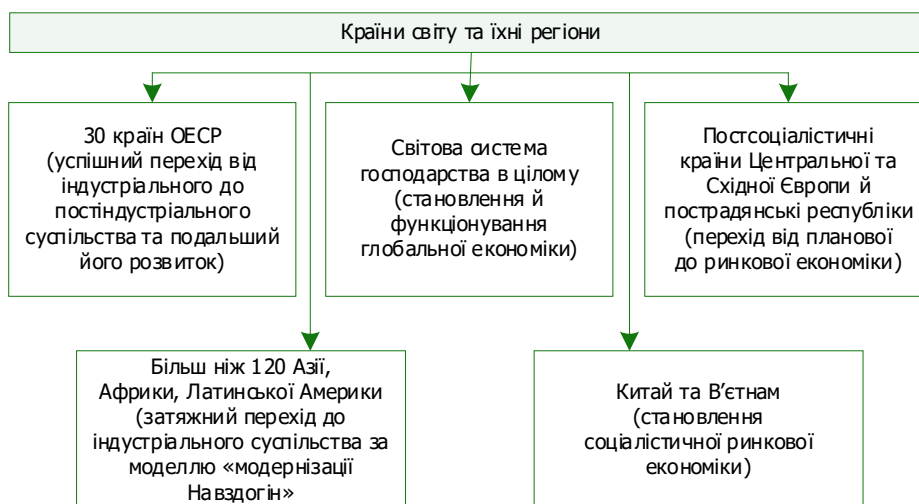 Країни світу та їхні регіони
30 країн ОЕСР
(успішний перехід від
індустріального до
постіндустріального
суспільства та подальший
його розвиток)
Світова система
господарства в цілому
(становлення й
функціонування
глобальної економіки)
Постсоціалістичні
країни Центральної та
Східної Європи й
пострадянські республіки
(перехід від планової
до ринкової економіки)
Більш ніж 120 Азії,
Африки, Латинської Америки
(затяжний перехід до
індустріального суспільства за
моделлю «модернізації
Навздогін»
Китай та В’єтнам
(становлення
соціалістичної ринкової
економіки)